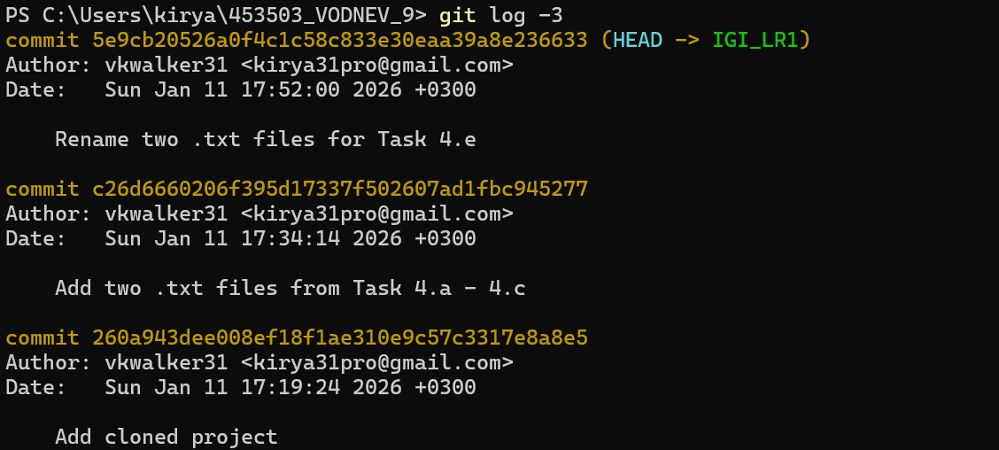 PS C:\Users\kirya\453503_VODNEV_9> git log -3
commit 5e9cb20526a0f4c1c58c833e30eaa39a8e236633 (HEAD -> IGI_LR1)
Author: vkwalker31 <kirya31pro@gmail.com>
Date:   Sun Jan 11 17:52:00 2026 +0300
    Rename two .txt files for Task 4.e
commit c26d6660206f395d17337f502607ad1fbc945277
Author: vkwalker31 <kirya31pro@gmail.com>
Date:   Sun Jan 11 17:34:14 2026 +0300
    Add two .txt files from Task 4.a - 4.c
commit 260a943dee008ef18f1ae310e9c57c3317e8a8e5
Author: vkwalker31 <kirya31pro@gmail.com>
Date:   Sun Jan 11 17:19:24 2026 +0300
    Add cloned project